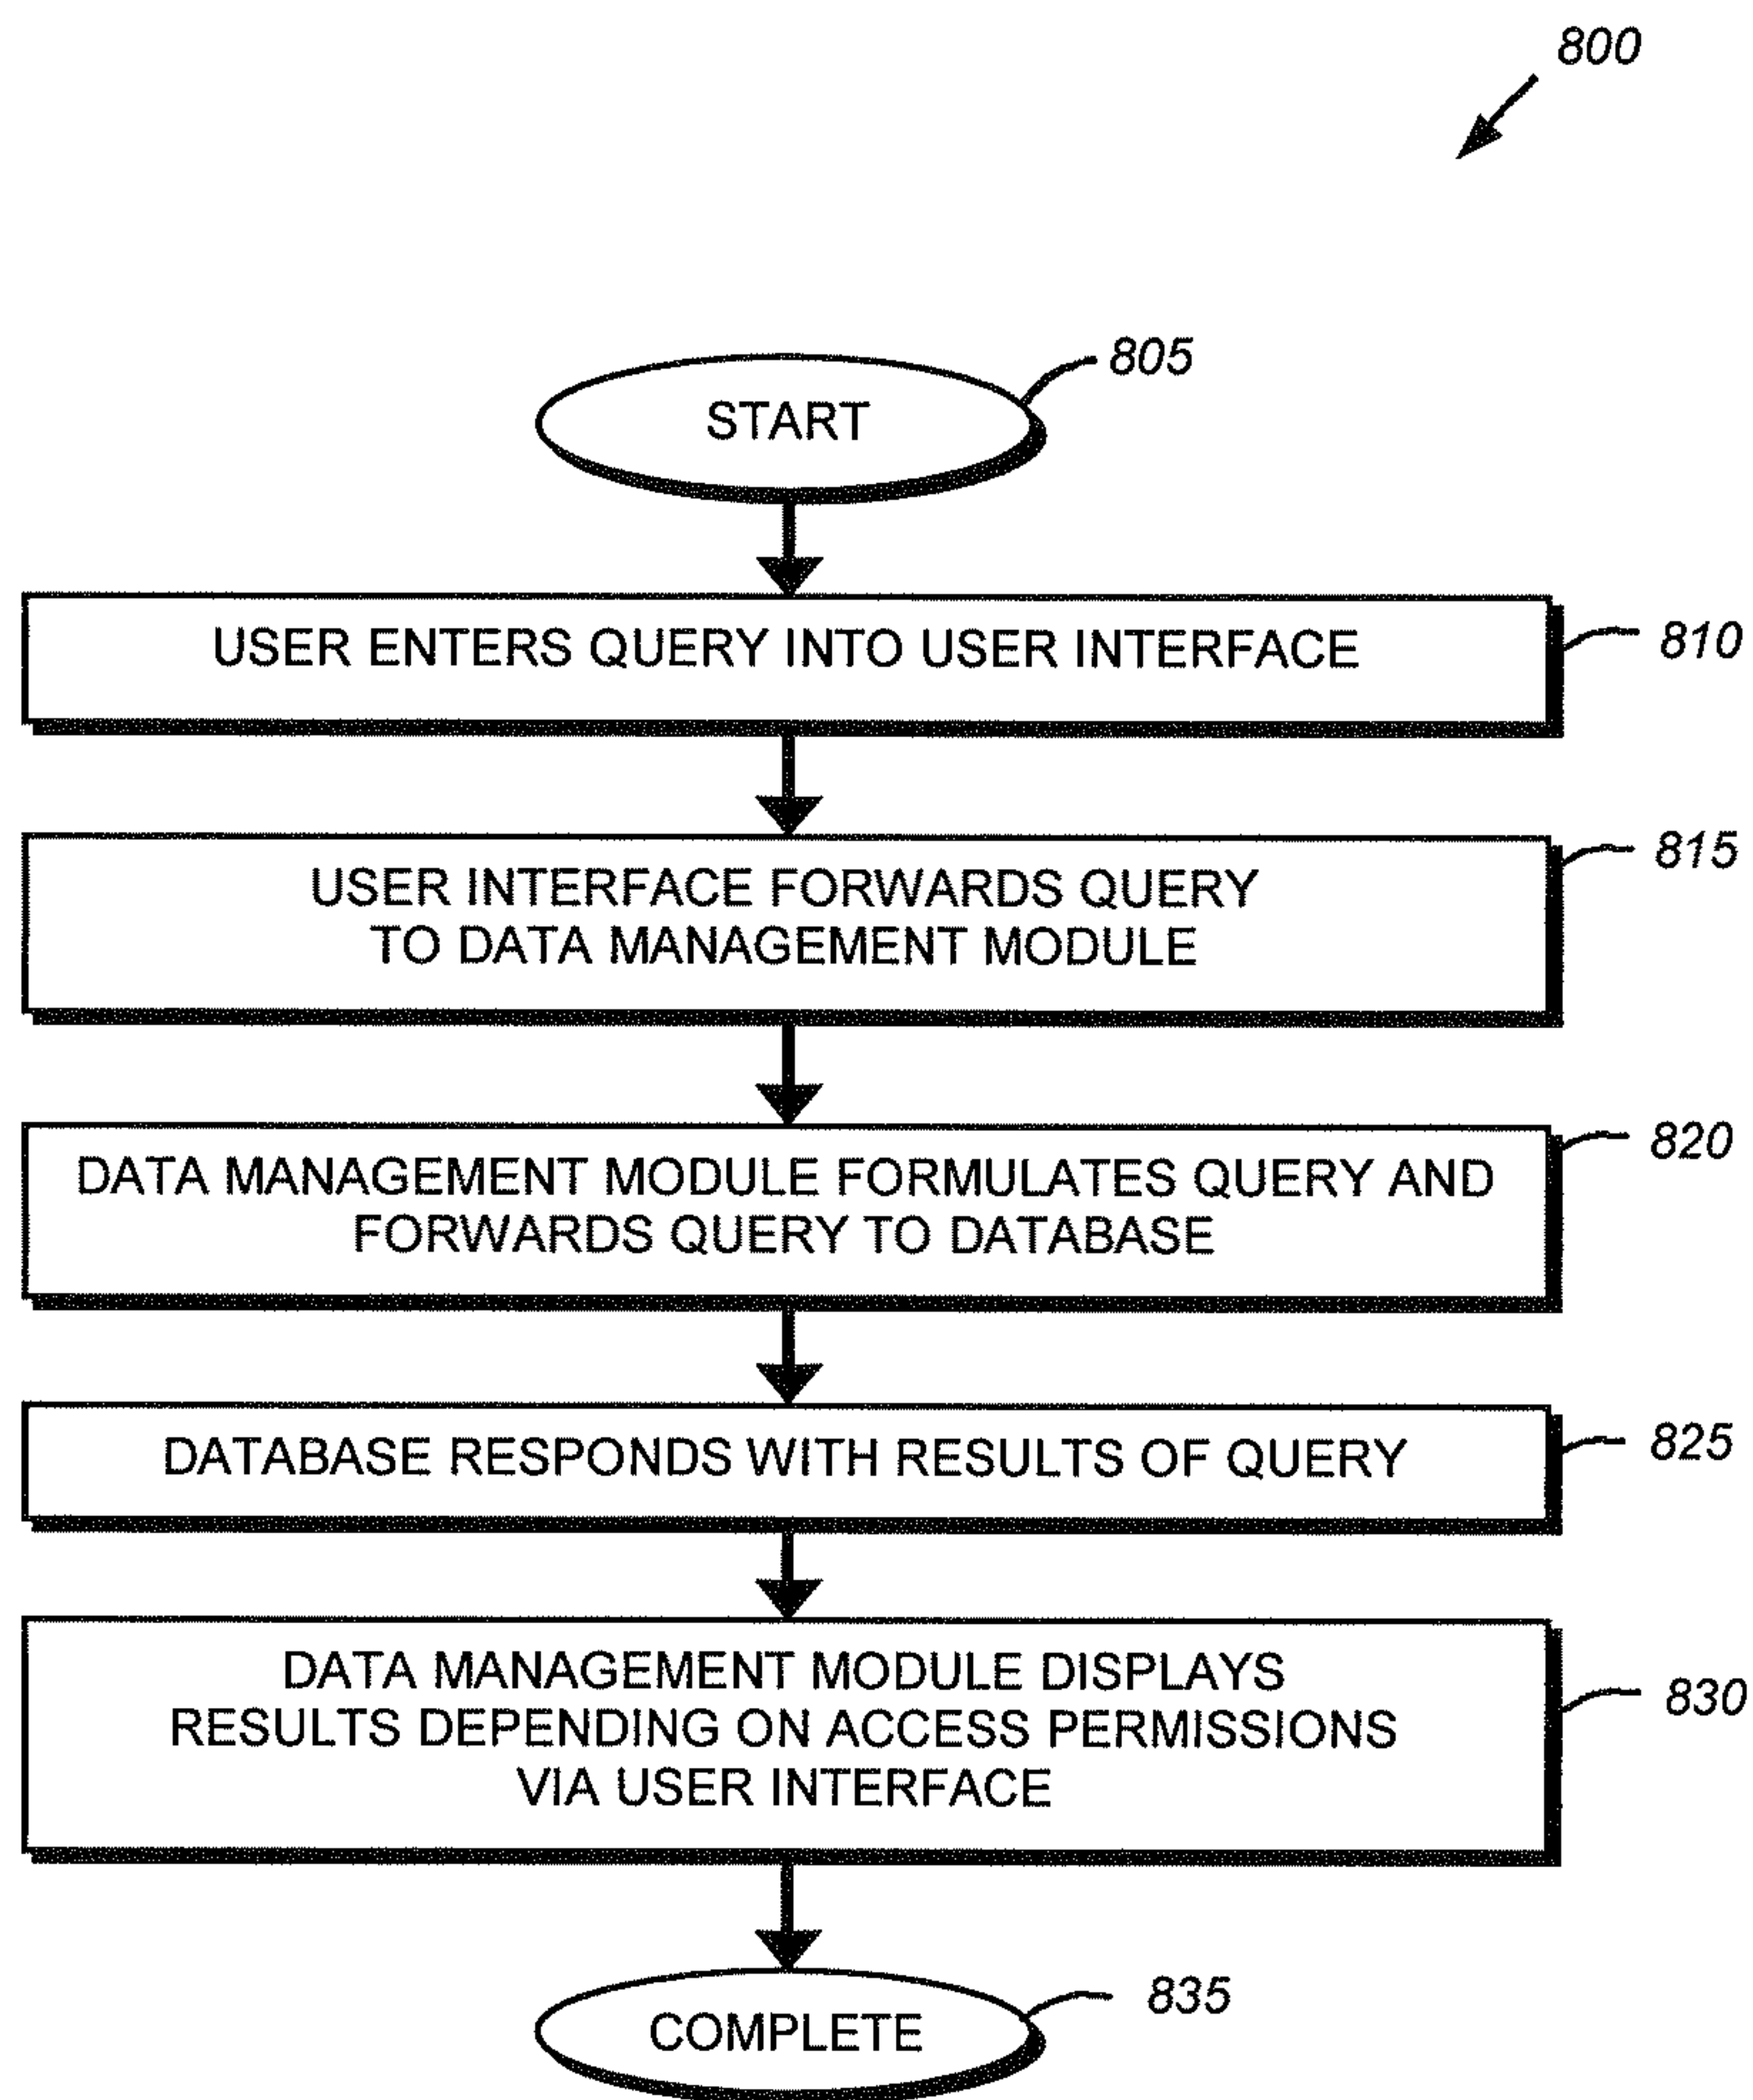 800
START
805
USER ENTERS QUERY INTO USER INTERFACE
810
USER INTERFACE FORWARDS QUERY
TO DATA MANAGEMENT MODULE
815
DATA MANAGEMENT MODULE FORMULATES QUERY AND
FORWARDS QUERY TO DATABASE
820
DATABASE RESPONDS WITH RESULTS OF QUERY
825
DATA MANAGEMENT MODULE DISPLAYS
RESULTS DEPENDING ON ACCESS PERMISSIONS
VIA USER INTERFACE
830
COMPLETE
835